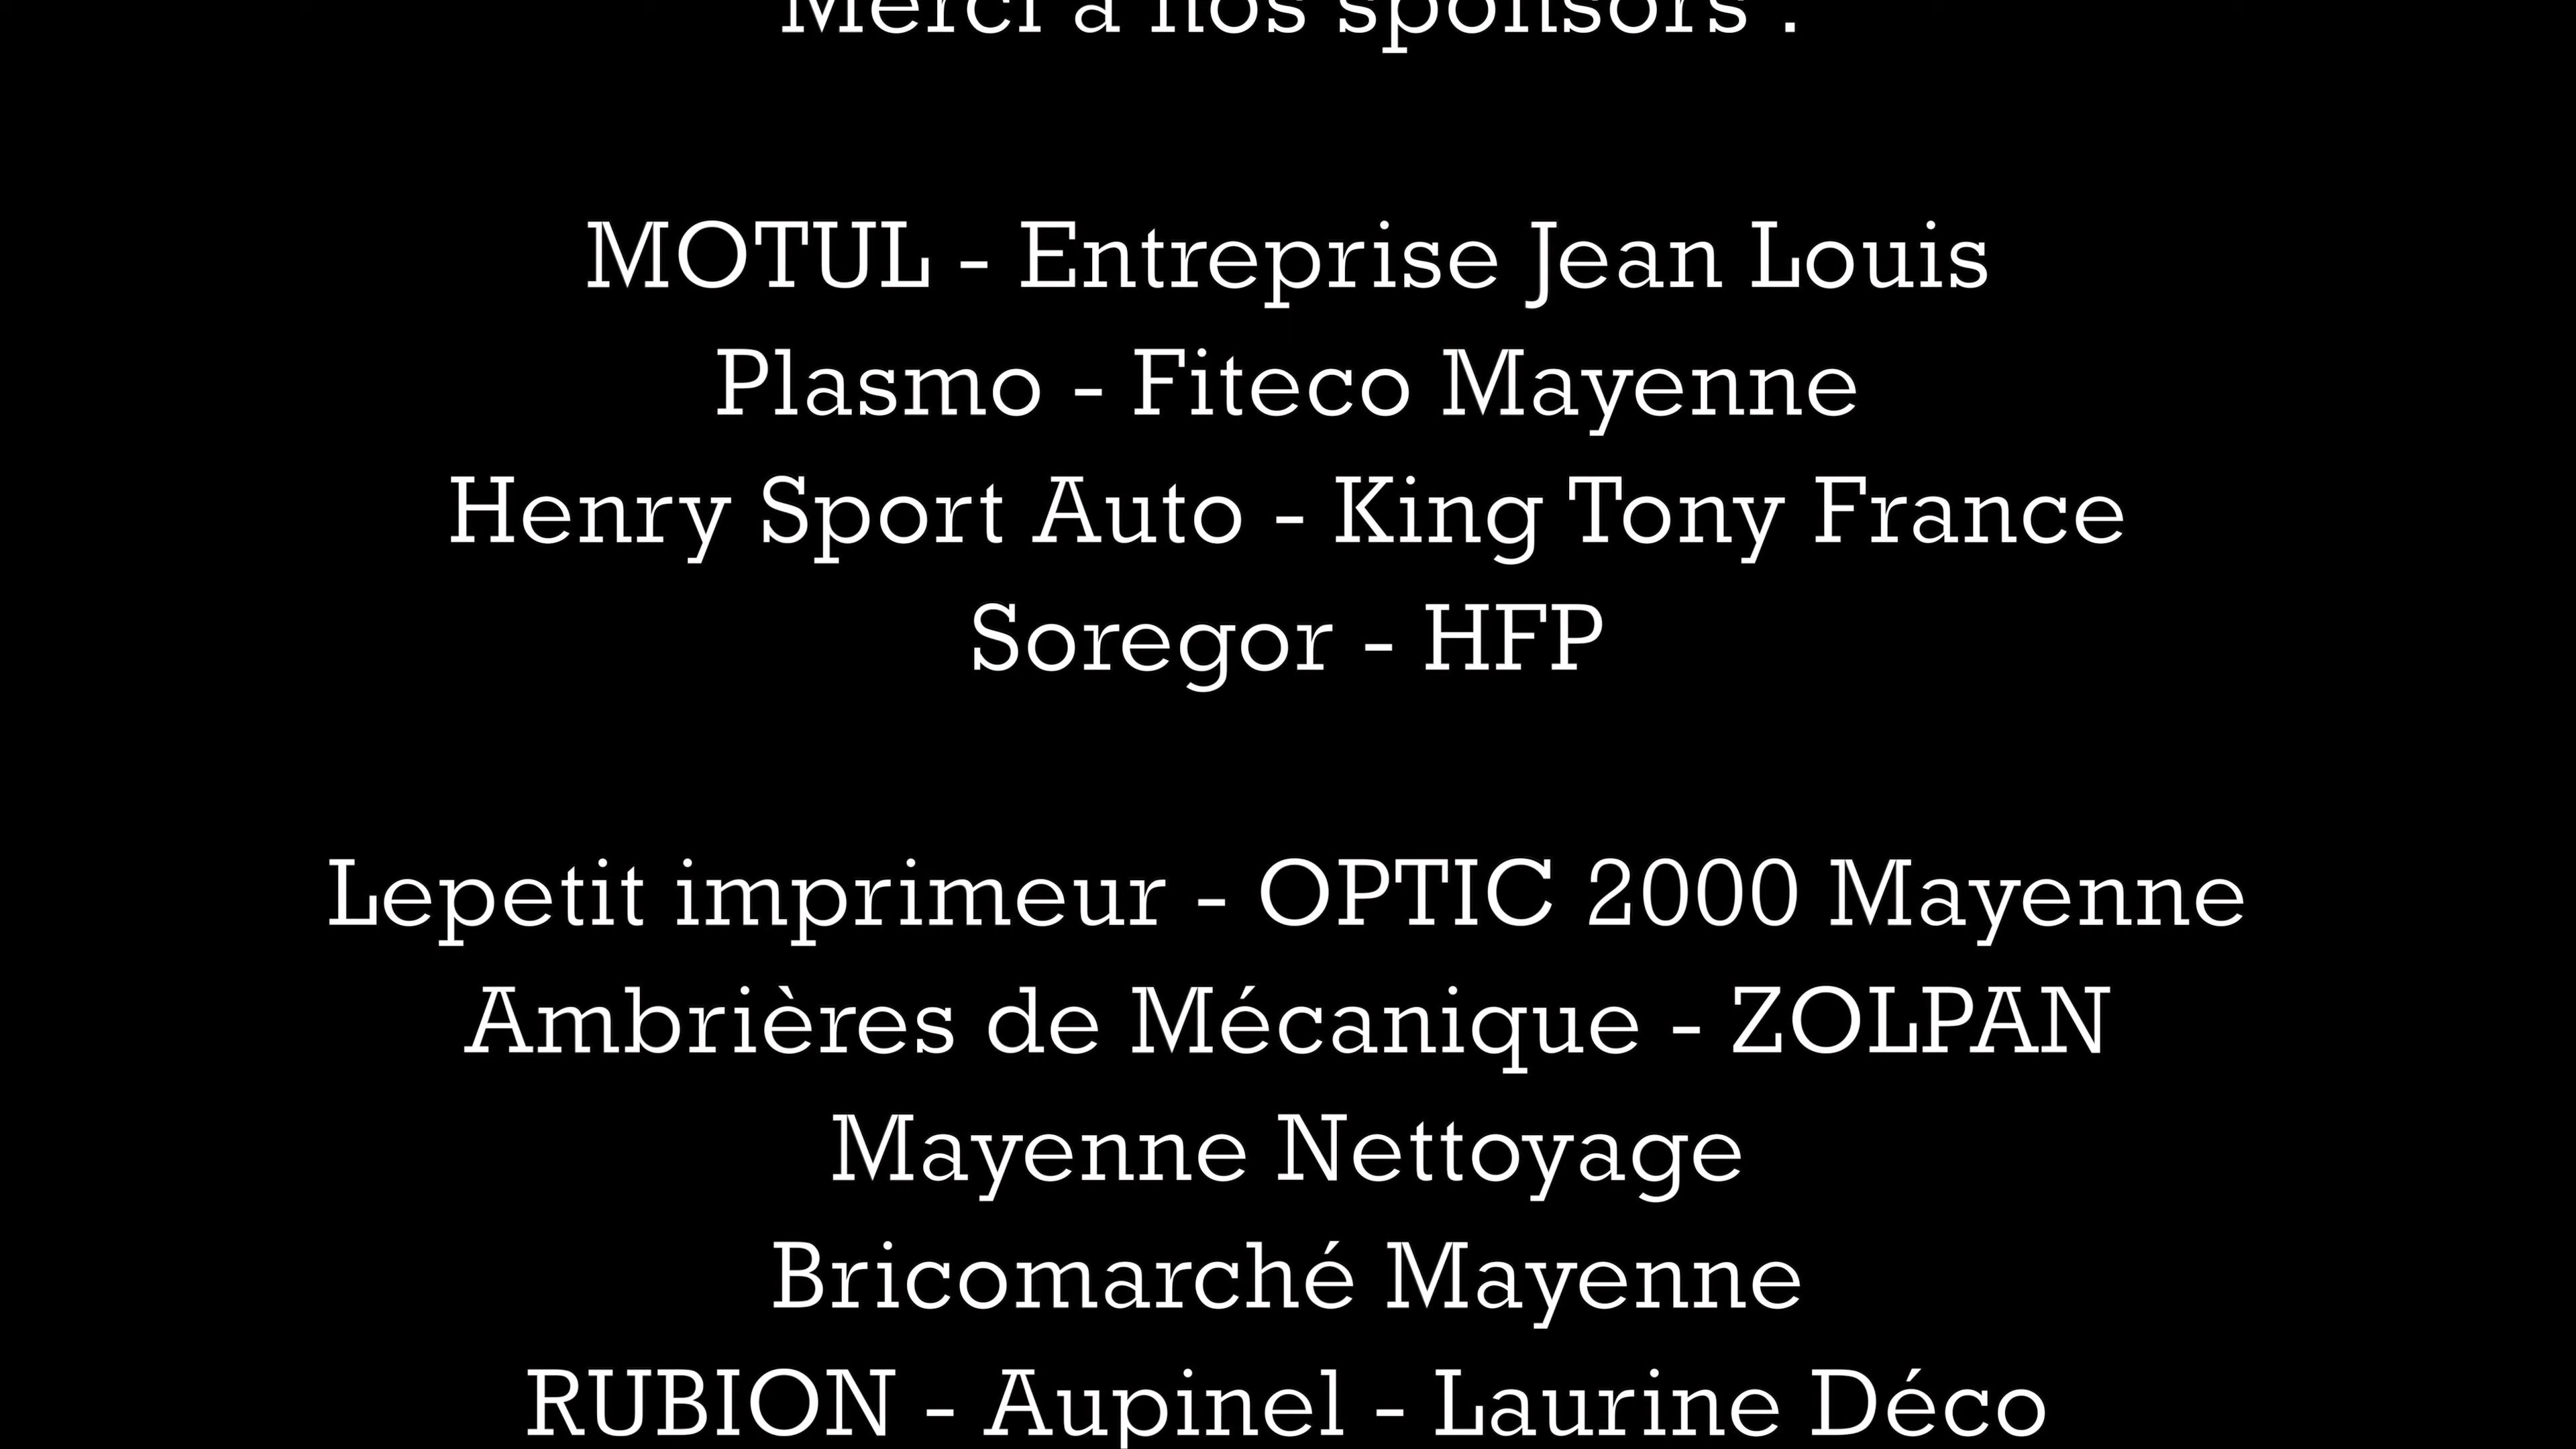 Merci à nos sponsors :
MOTUL - Entreprise Jean Louis
Plasmo - Fiteco Mayenne
Henry Sport Auto - King Tony France
Soregor - HFP
Lepetit imprimeur - OPTIC 2000 Mayenne
Ambrières de Mécanique - ZOLPAN
Mayenne Nettoyage
Bricomarché Mayenne
RUBION - Aupinel - Laurine Déco